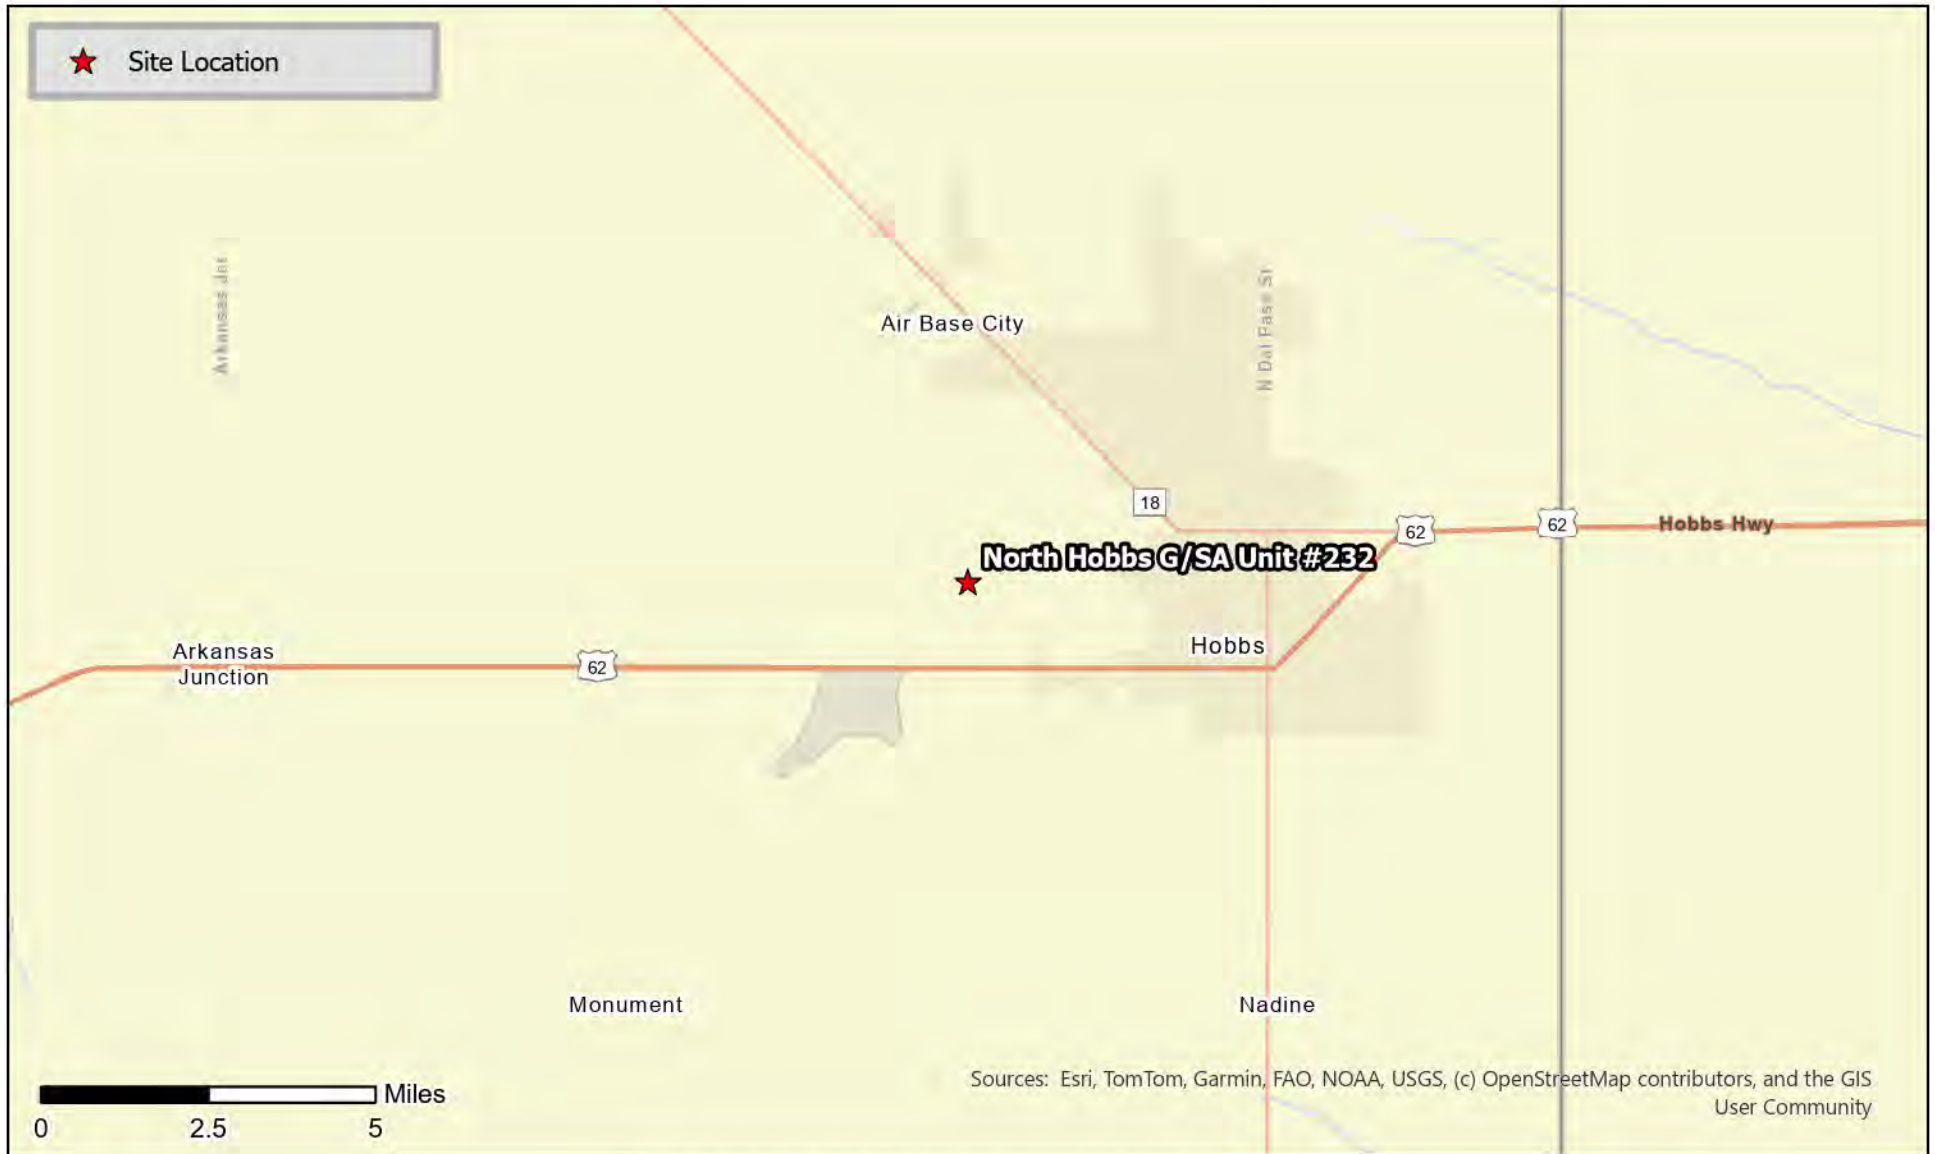 Site Location
Arkansas Jnc
Air Base City
N Dal Paso St
18
62
62
Hobbs Hwy
North Hobbs G/SA Unit #232
Hobbs
Arkansas
Junction
62
Monument
Nadine
Miles
0 2.5 5
Sources: Esri, TomTom, Garmin, FAO, NOAA, USGS, (c) OpenStreetMap contributors, and the GIS
User Community